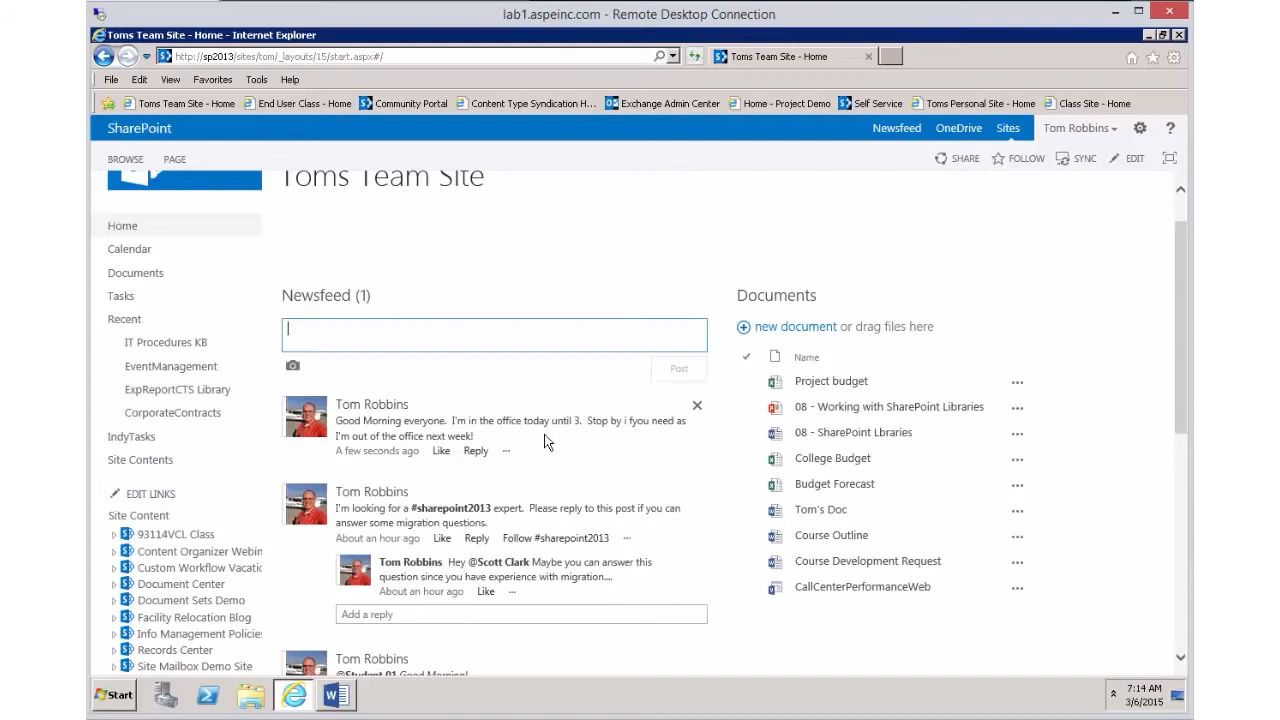 lab1.aspeinc.com - Remote Desktop Connection
Toms Team Site - Home - Internet Explorer
http://sp2013/sites/tom/_layouts/15/start.aspx#/
Toms Team Site - Home
File Edit View Favorites Tools Help
Toms Team Site - Home End User Class - Home Community Portal Content Type Syndication H... Exchange Admin Center Home - Project Demo Self Service Toms Personal Site - Home Class Site - Home
SharePoint Newsfeed OneDrive Sites Tom Robbins ?
BROWSE PAGE SHARE FOLLOW SYNC EDIT
Toms Team Site
Home
Calendar
Documents
Tasks
Recent
IT Procedures KB
EventManagement
ExpReportCTS Library
CorporateContracts
IndyTasks
Site Contents
EDIT LINKS
Site Content
93114VCL Class
Content Organizer Webin
Custom Workflow Vacatic
Document Center
Document Sets Demo
Facility Relocation Blog
Info Management Policies
Records Center
Site Mailbox Demo Site
Newsfeed (1)
Post
Tom Robbins
Good Morning everyone. I'm in the office today until 3. Stop by i fyou need as
I'm out of the office next week!
A few seconds ago Like Reply ...
Tom Robbins
I'm looking for a #sharepoint2013 expert. Please reply to this post if you can
answer some migration questions.
About an hour ago Like Reply Follow #sharepoint2013 ...
Tom Robbins Hey @Scott Clark Maybe you can answer this
question since you have experience with migration....
About an hour ago Like ...
Add a reply
Tom Robbins
@Student 01 Good Morning!
Documents
new document or drag files here
Name
Project budget ...
08 - Working with SharePoint Libraries ...
08 - SharePoint Lbraries ...
College Budget ...
Budget Forecast ...
Tom's Doc ...
Course Outline ...
Course Development Request ...
CallCenterPerformanceWeb ...
Start
7:14 AM
3/6/2015